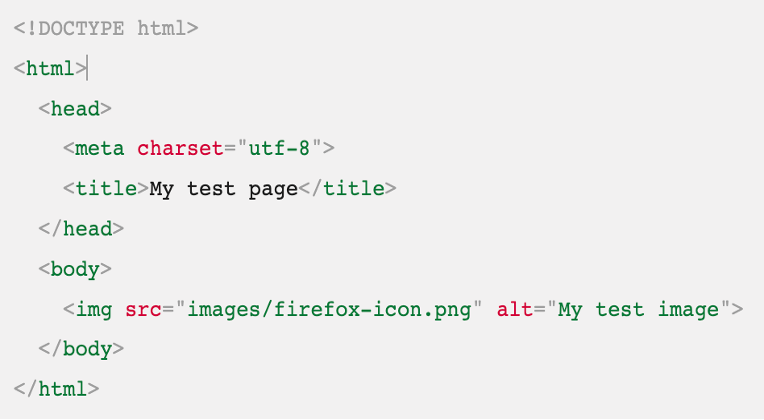 <!DOCTYPE html>
<html>
  <head>
    <meta charset="utf-8">
    <title>My test page</title>
  </head>
  <body>
    <img src="images/firefox-icon.png" alt="My test image">
  </body>
</html>